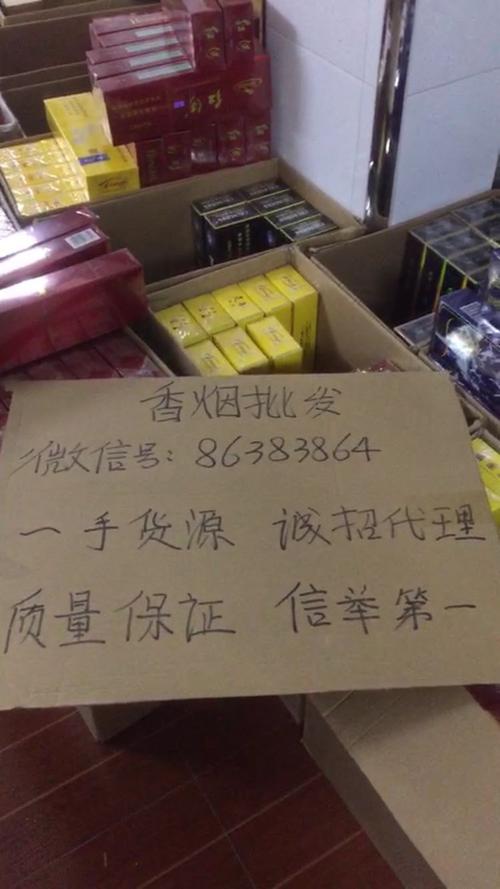 香烟批发
微信号：86383864
一手货源 诚招代理
质量保证 信举第一